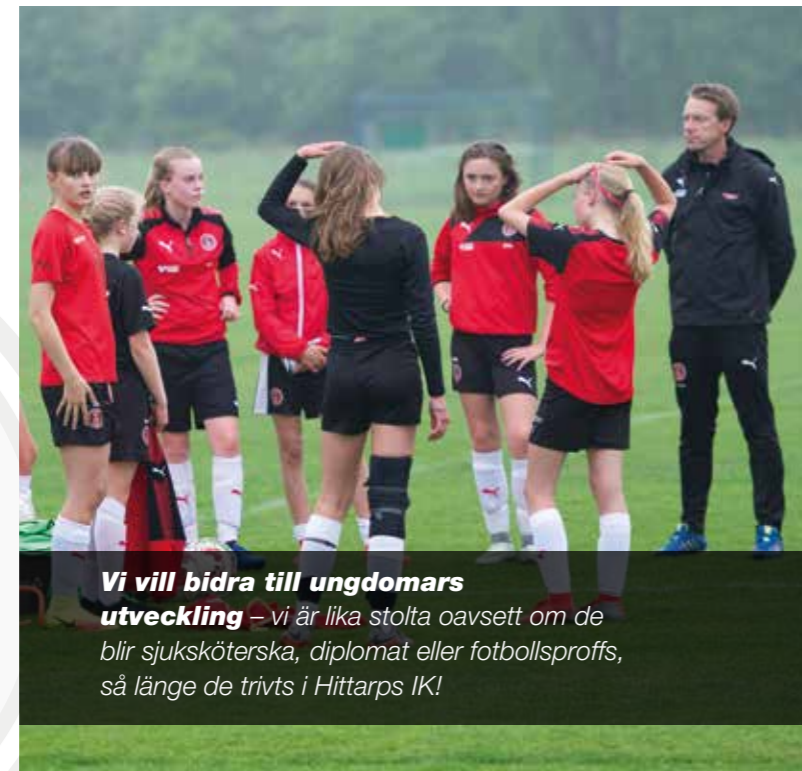 Vi vill bidra till ungdomars
utveckling – vi är lika stolta oavsett om de
blir sjuksköterska, diplomat eller fotbollsproffs,
så länge de trivts i Hittarps IK!